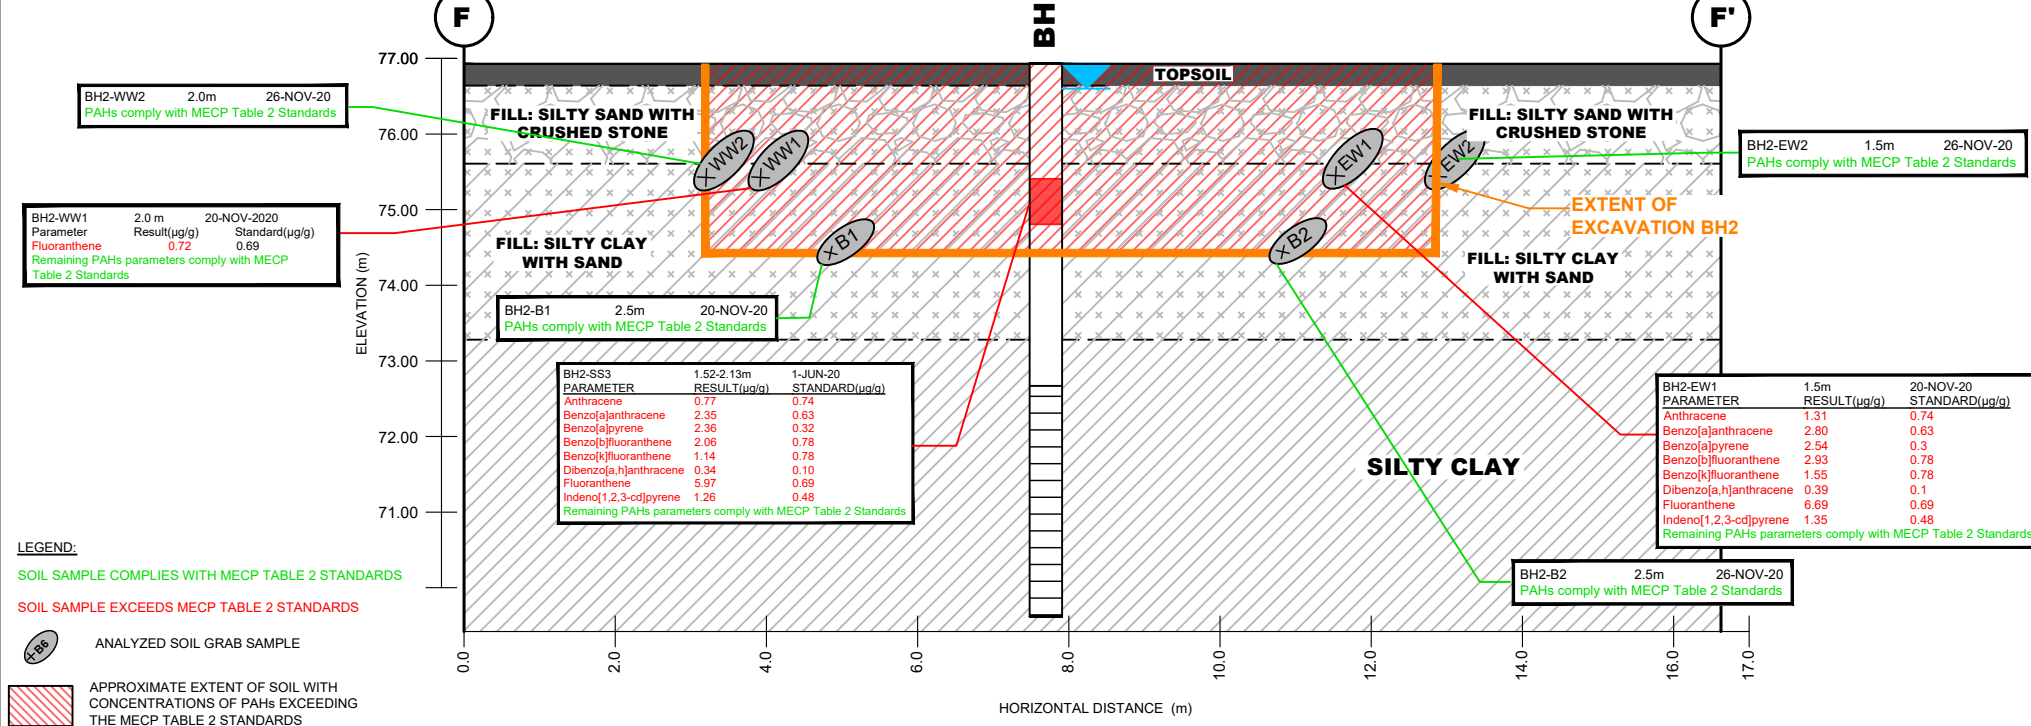 F
BH
F'
77.00
76.00
75.00
74.00
73.00
72.00
71.00
ELEVATION (m)
TOPSOIL
FILL: SILTY SAND WITH
CRUSHED STONE
FILL: SILTY SAND WITH
CRUSHED STONE
WW2
WW1
EW1
EW2
B1
B2
FILL: SILTY CLAY
WITH SAND
FILL: SILTY CLAY
WITH SAND
EXTENT OF
EXCAVATION BH2
SILTY CLAY
BH2-WW2 2.0m 26-NOV-20
PAHs comply with MECP Table 2 Standards
BH2-WW1 2.0 m 20-NOV-2020
Parameter Result(µg/g) Standard(µg/g)
Fluoranthene 0.72 0.69
Remaining PAHs parameters comply with MECP
Table 2 Standards
BH2-B1 2.5m 20-NOV-20
PAHs comply with MECP Table 2 Standards
BH2-SS3 1.52-2.13m 1-JUN-20
PARAMETER RESULT(µg/g) STANDARD(µg/g)
Anthracene 0.77 0.74
Benzo[a]anthracene 2.35 0.63
Benzo[a]pyrene 2.36 0.32
Benzo[b]fluoranthene 2.06 0.78
Benzo[k]fluoranthene 1.14 0.78
Dibenzo[a,h]anthracene 0.34 0.10
Fluoranthene 5.97 0.69
Indeno[1,2,3-cd]pyrene 1.26 0.48
Remaining PAHs parameters comply with MECP Table 2 Standards
BH2-EW2 1.5m 26-NOV-20
PAHs comply with MECP Table 2 Standards
BH2-EW1 1.5m 20-NOV-20
PARAMETER RESULT(µg/g) STANDARD(µg/g)
Anthracene 1.31 0.74
Benzo[a]anthracene 2.80 0.63
Benzo[a]pyrene 2.54 0.3
Benzo[b]fluoranthene 2.93 0.78
Benzo[k]fluoranthene 1.55 0.78
Dibenzo[a,h]anthracene 0.39 0.1
Fluoranthene 6.69 0.69
Indeno[1,2,3-cd]pyrene 1.35 0.48
Remaining PAHs parameters comply with MECP Table 2 Standards
BH2-B2 2.5m 26-NOV-20
PAHs comply with MECP Table 2 Standards
LEGEND:
SOIL SAMPLE COMPLIES WITH MECP TABLE 2 STANDARDS
SOIL SAMPLE EXCEEDS MECP TABLE 2 STANDARDS
B6
ANALYZED SOIL GRAB SAMPLE
APPROXIMATE EXTENT OF SOIL WITH
CONCENTRATIONS OF PAHs EXCEEDING
THE MECP TABLE 2 STANDARDS
0.0
2.0
4.0
6.0
8.0
10.0
12.0
14.0
16.0
17.0
HORIZONTAL DISTANCE (m)